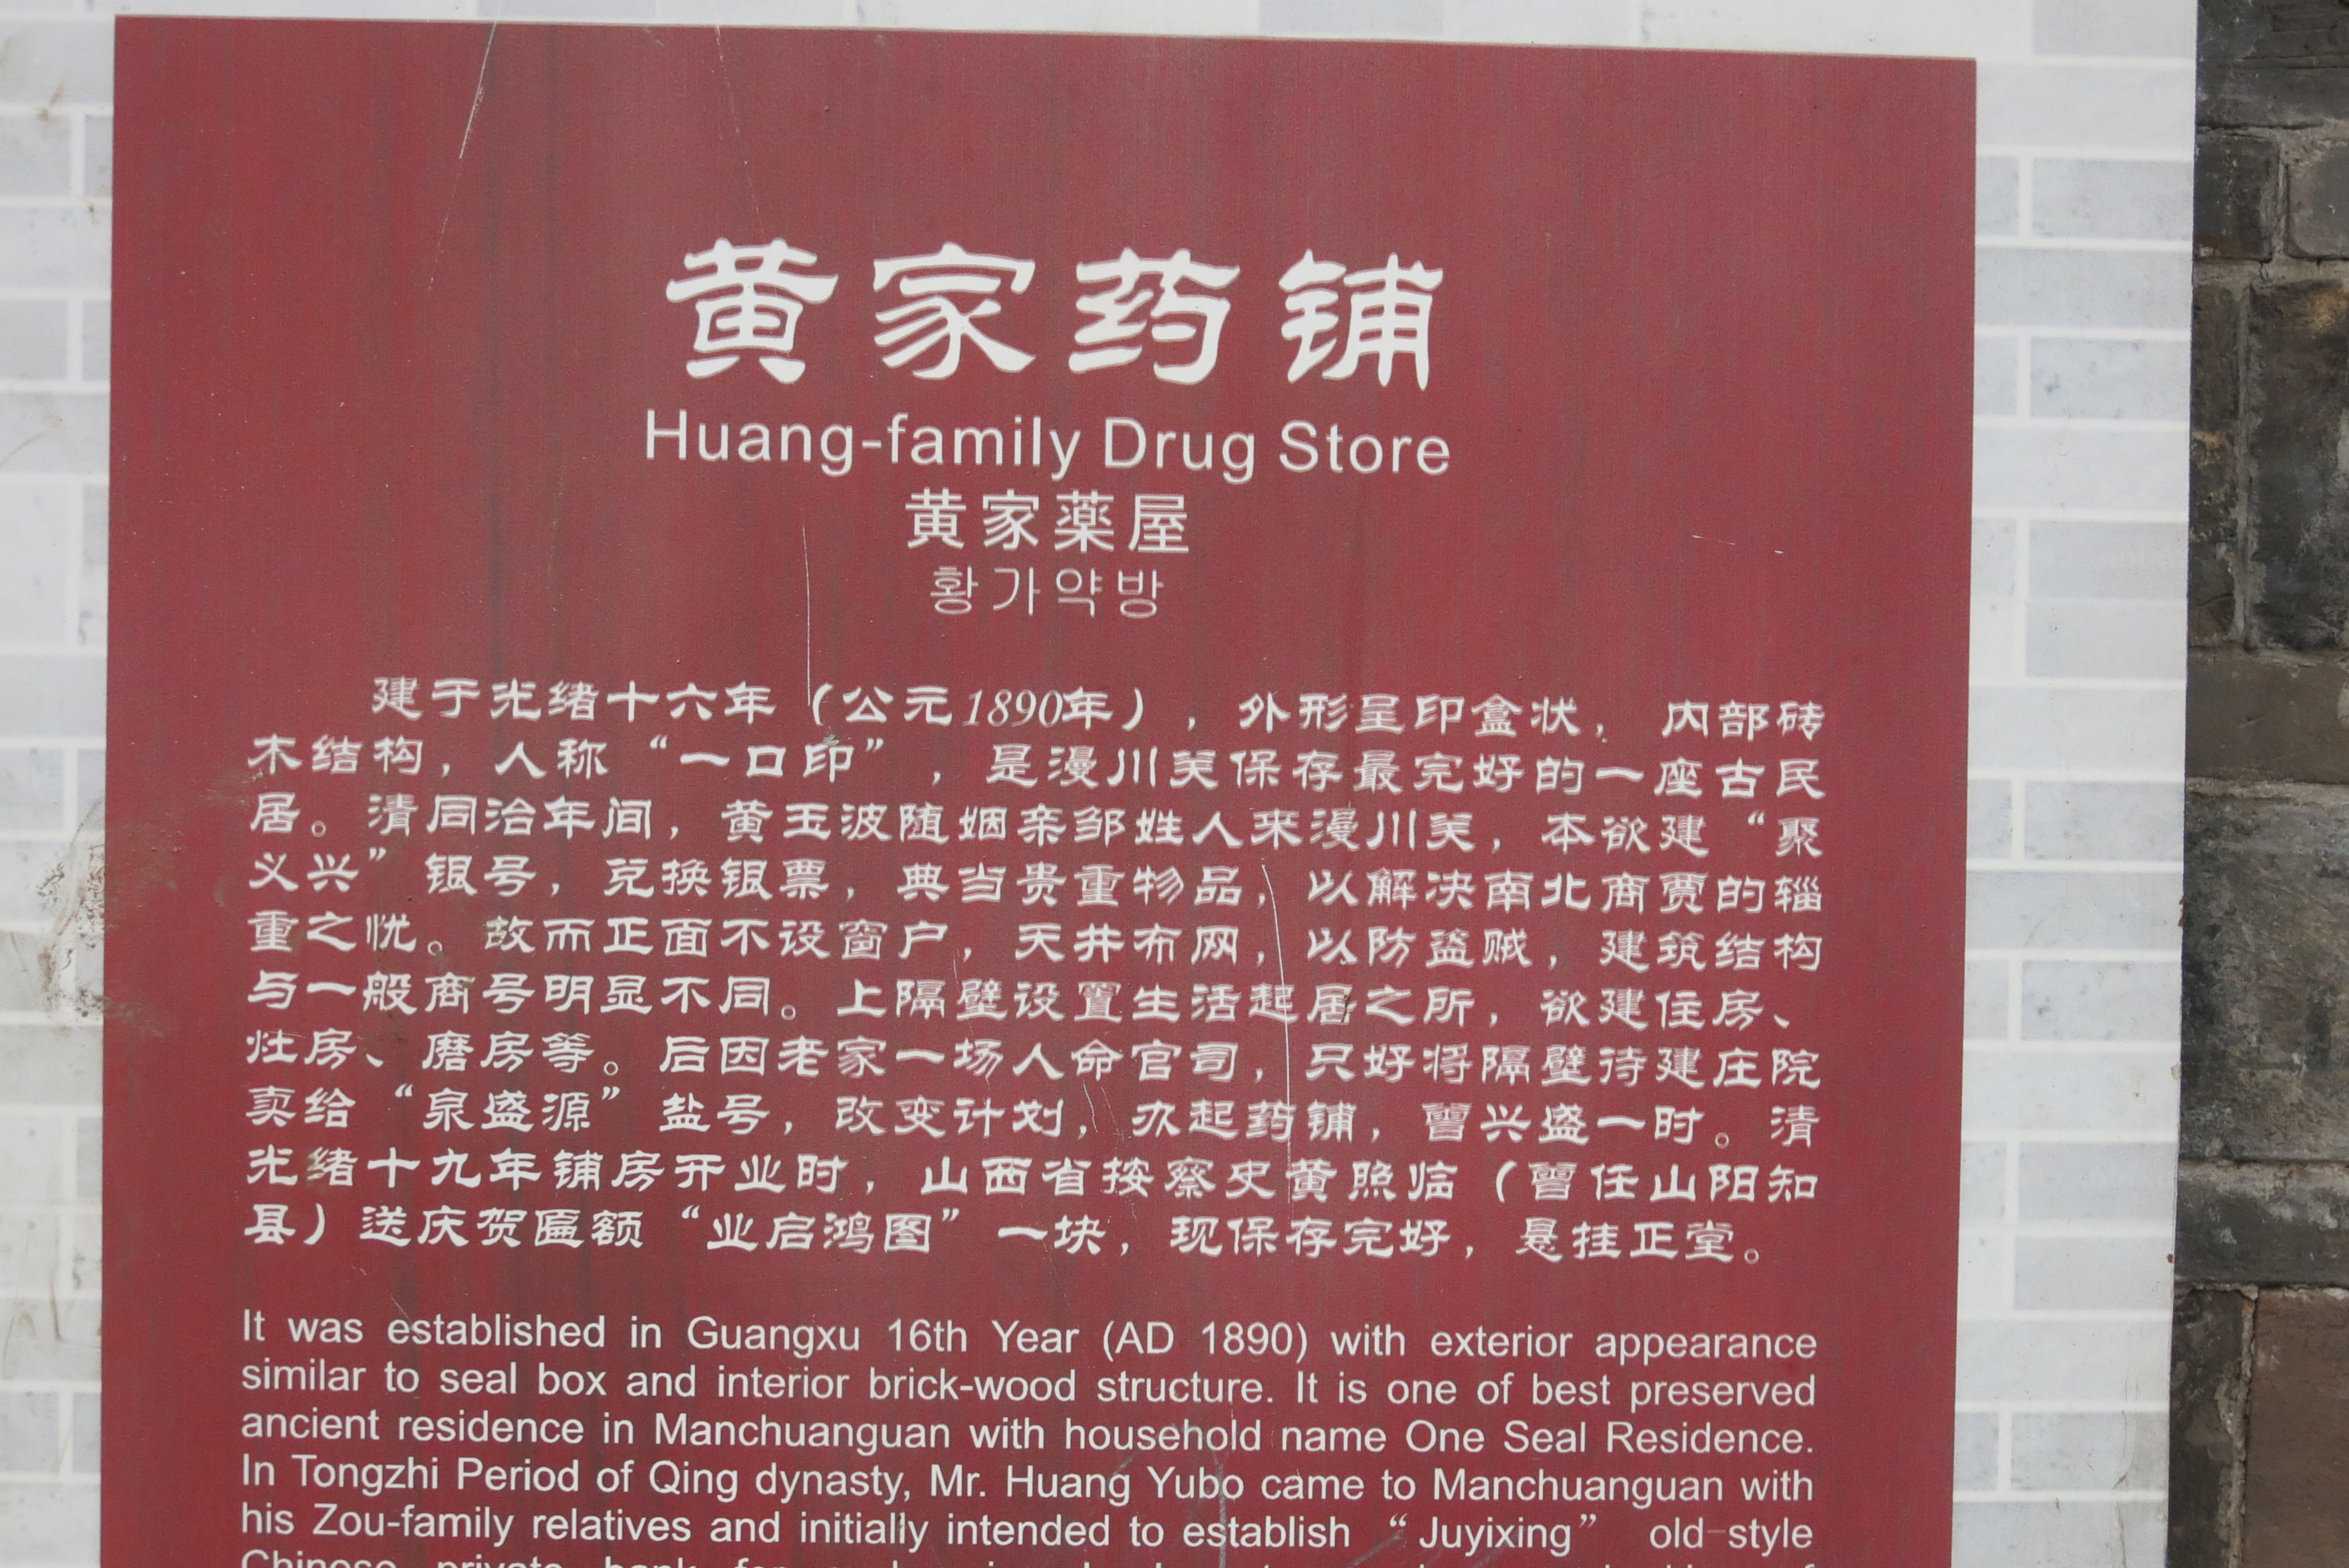 黄家药铺
Huang-family Drug Store
黄家薬屋
황가약방
建于光绪十六年（公元1890年），外形呈印盒状，内部砖
木结构，人称“一口印”，是漫川关保存最完好的一座古民
居。清同治年间，黄玉波随姻亲邹姓人来漫川关，本欲建“聚
义兴”银号，兑换银票，典当贵重物品，以解决南北商贾的辎
重之忧。故而正面不设窗户，天井布网，以防盗贼，建筑结构
与一般商号明显不同。上隔壁设置生活起居之所，欲建住房、
灶房、磨房等。后因老家一场人命官司，只好将隔壁待建庄院
卖给“泉盛源”盐号，改变计划，办起药铺，曾兴盛一时。清
光绪十九年铺房开业时，山西省按察史黄照临（曾任山阳知
县）送庆贺匾额“业启鸿图”一块，现保存完好，悬挂正堂。
It was established in Guangxu 16th Year (AD 1890) with exterior appearance
similar to seal box and interior brick-wood structure. It is one of best preserved
ancient residence in Manchuanguan with household name One Seal Residence.
In Tongzhi Period of Qing dynasty, Mr. Huang Yubo came to Manchuanguan with
his Zou-family relatives and initially intended to establish “Juyixing” old-style
Chinese private bank